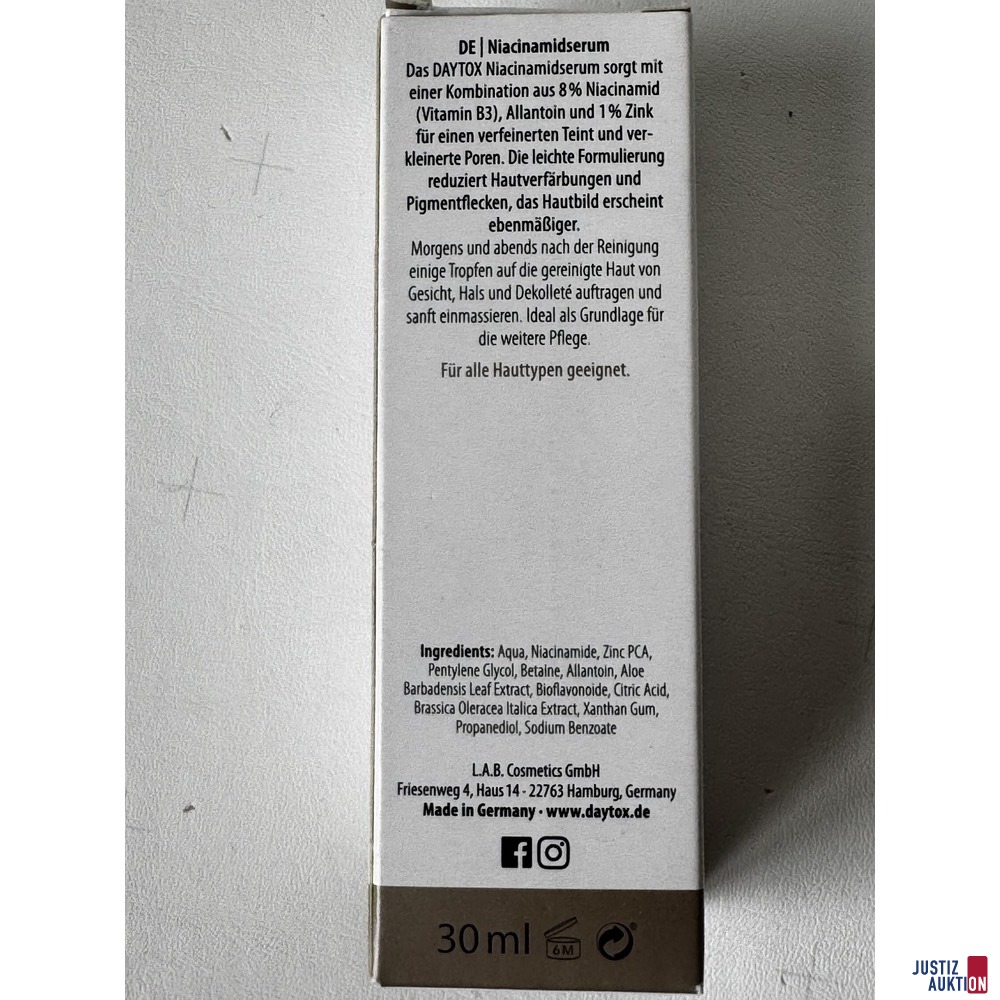 DE | Niacinamidserum
Das DAYTOX Niacinamidserum sorgt mit
einer Kombination aus 8% Niacinamid
(Vitamin B3), Allantoin und 1% Zink
für einen verfeinerten Teint und ver-
kleinerte Poren. Die leichte Formulierung
reduziert Hautverfärbungen und
Pigmentflecken, das Hautbild erscheint
ebenmäßiger.
Morgens und abends nach der Reinigung
einige Tropfen auf die gereinigte Haut von
Gesicht, Hals und Dekolleté auftragen und
sanft einmassieren. Ideal als Grundlage für
die weitere Pflege.
Für alle Hauttypen geeignet.
Ingredients: Aqua, Niacinamide, Zinc PCA,
Pentylene Glycol, Betaine, Allantoin, Aloe
Barbadensis Leaf Extract, Bioflavonoide, Citric Acid,
Brassica Oleracea Italica Extract, Xanthan Gum,
Propanediol, Sodium Benzoate
L.A.B. Cosmetics GmbH
Friesenweg 4, Haus 14 - 22763 Hamburg, Germany
Made in Germany · www.daytox.de
30 ml 6M
JUSTIZ
AUKTION